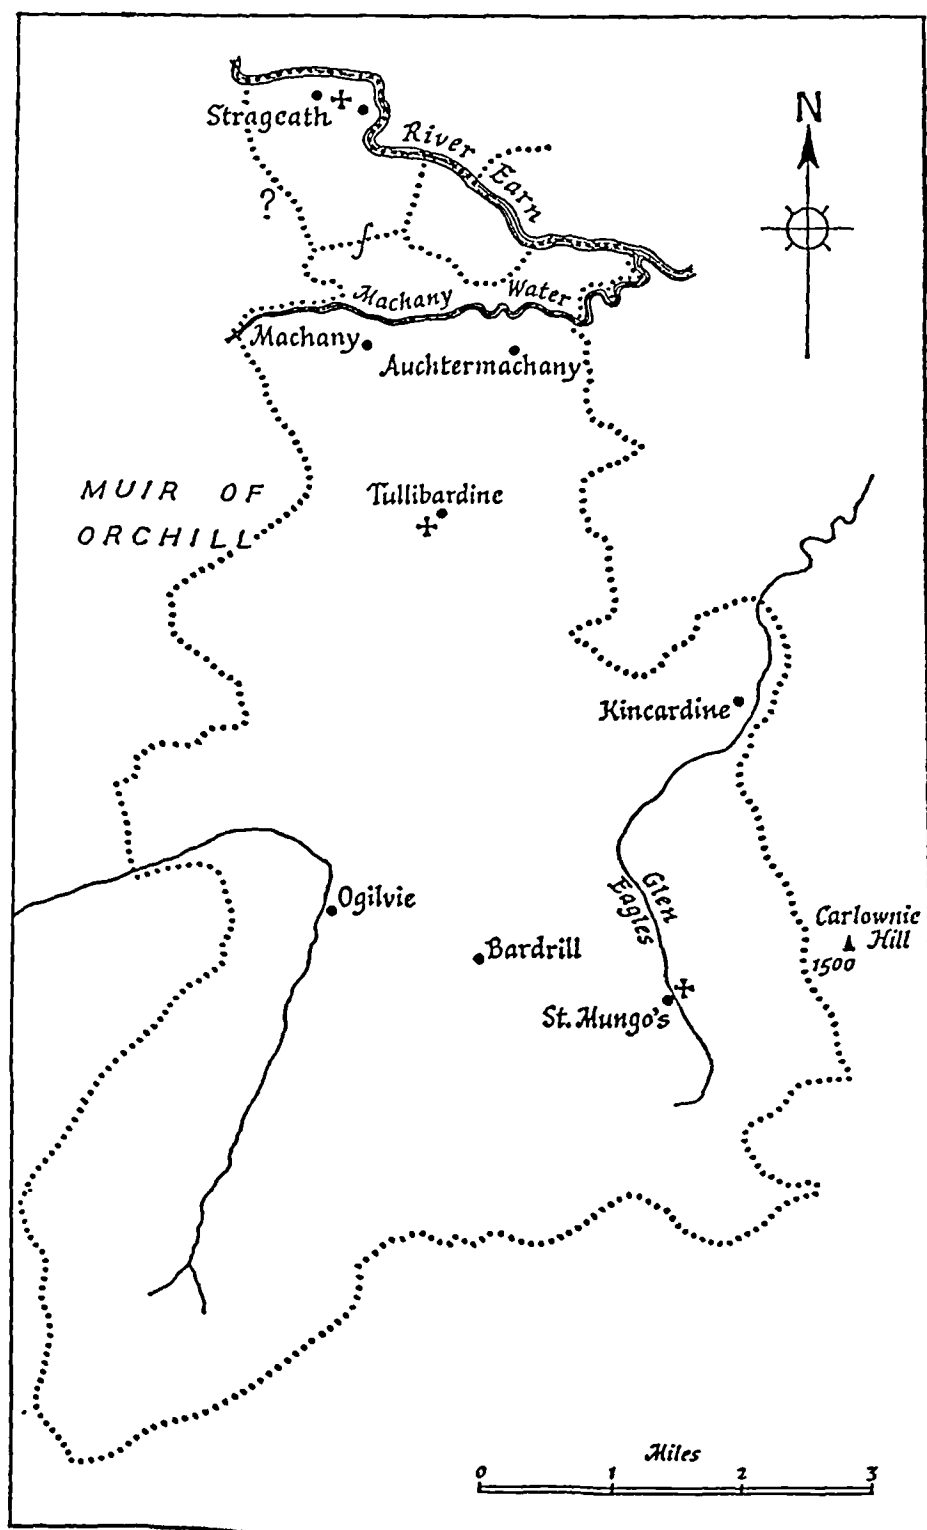 N
Strageath
River
Earn
?
f
Machany Water
Machany
Auchtermachany
MUIR OF
ORCHILL
Tullibardine
Kincardine
Glen
Eagles
Ogilvie
Carlownie
Hill
1500
Bardrill
St. Mungo's
Miles
0 1 2 3